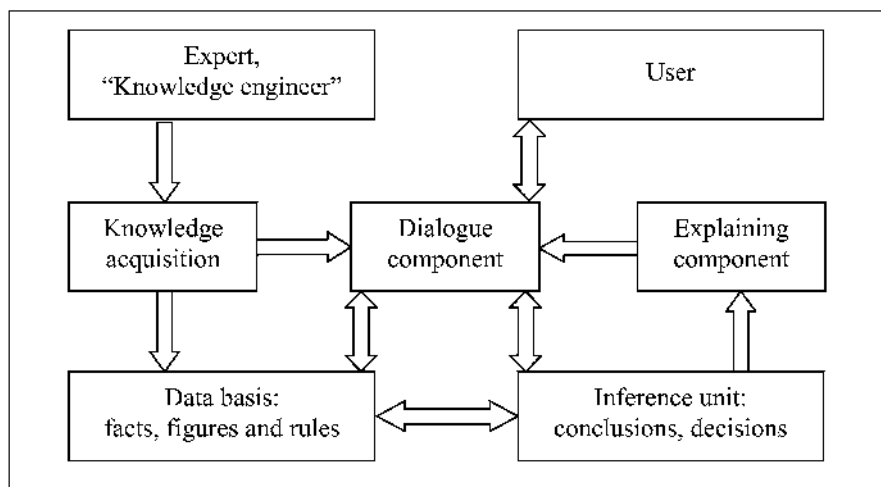 Expert,
“Knowledge engineer”
User
Knowledge
acquisition
Dialogue
component
Explaining
component
Data basis:
facts, figures and rules
Inference unit:
conclusions, decisions